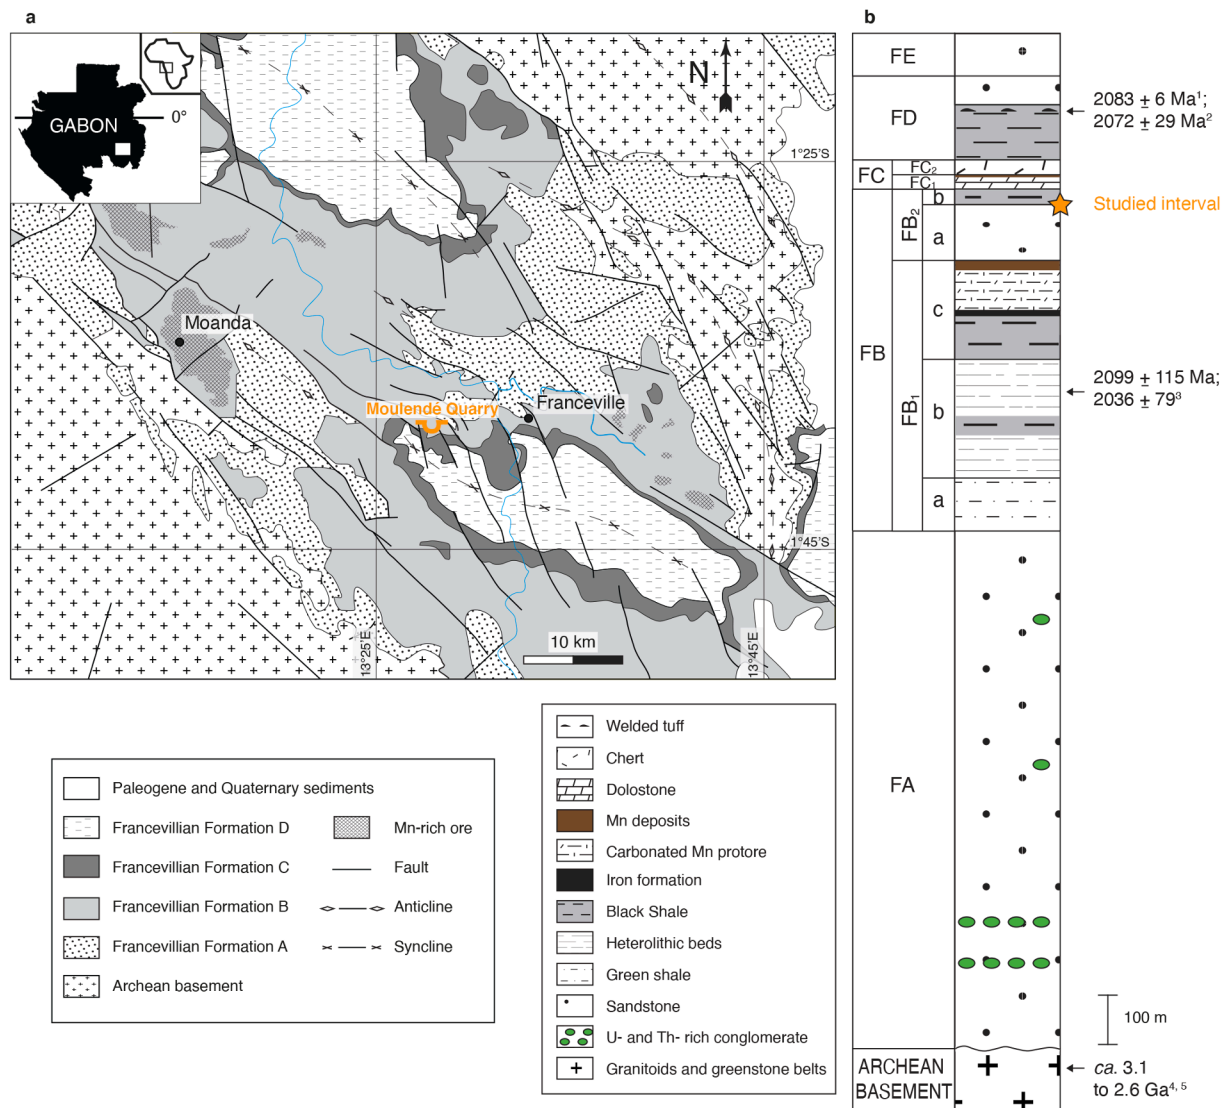 a
GABON
0°
N
1°25'S
Moanda
Moulendé Quarry
Franceville
1°45'S
10 km
13°25'E
13°45'E
Paleogene and Quaternary sediments
Francevillian Formation D
Francevillian Formation C
Francevillian Formation B
Francevillian Formation A
Archean basement
Mn-rich ore
Fault
Anticline
Syncline
Welded tuff
Chert
Dolostone
Mn deposits
Carbonated Mn protore
Iron formation
Black Shale
Heterolithic beds
Green shale
Sandstone
U- and Th- rich conglomerate
Granitoids and greenstone belts
b
FE
FD
2083 ± 6 Ma¹;
2072 ± 29 Ma²
FC
FC₂
FC₁
FB
FB₂
b
a
Studied interval
FB₁
c
b
a
2099 ± 115 Ma;
2036 ± 79³
FA
100 m
ARCHEAN
BASEMENT
ca. 3.1
to 2.6 Ga⁴, ⁵